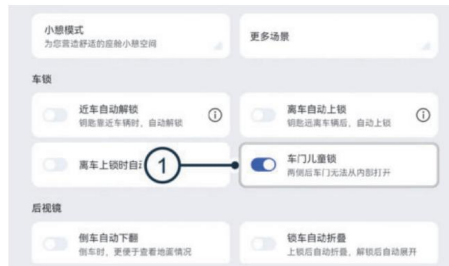 小憩模式
为您营造舒适的座舱小憩空间
更多场景
车锁
近车自动解锁
钥匙靠近车辆时，自动解锁
离车自动上锁
钥匙远离车辆后，自动上锁
离车上锁时自
1
车门儿童锁
两侧后车门无法从内部打开
后视镜
倒车自动下翻
倒车时，更便于查看地面情况
锁车自动折叠
上锁后自动折叠，解锁后自动展开